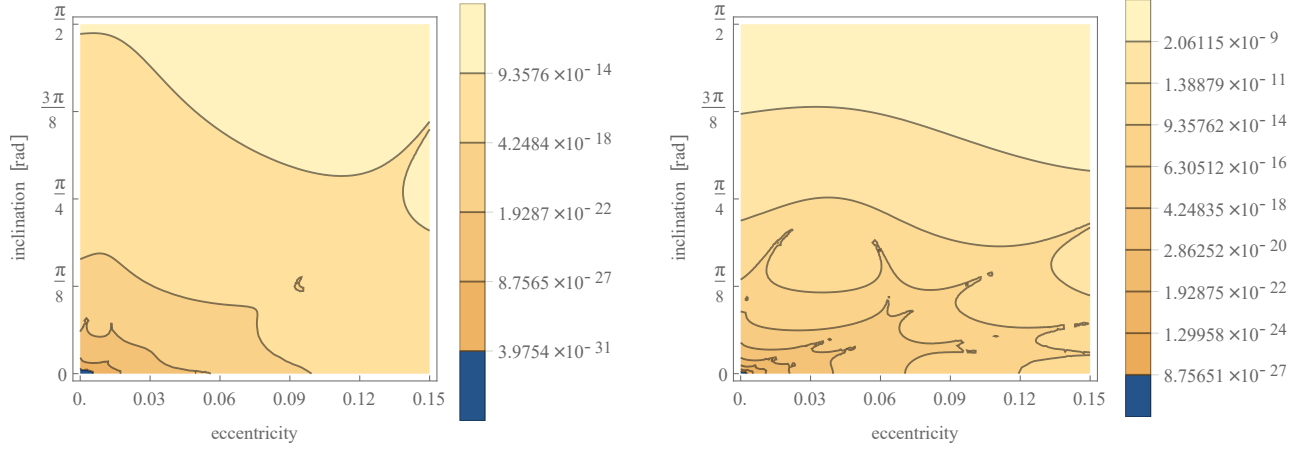 π/2
3π/8
π/4
π/8
0
inclination [rad]
0. 0.03 0.06 0.09 0.12 0.15
eccentricity
9.3576 ×10^-14
4.2484 ×10^-18
1.9287 ×10^-22
8.7565 ×10^-27
3.9754 ×10^-31
π/2
3π/8
π/4
π/8
0
inclination [rad]
0. 0.03 0.06 0.09 0.12 0.15
eccentricity
2.06115 ×10^-9
1.38879 ×10^-11
9.35762 ×10^-14
6.30512 ×10^-16
4.24835 ×10^-18
2.86252 ×10^-20
1.92875 ×10^-22
1.29958 ×10^-24
8.75651 ×10^-27